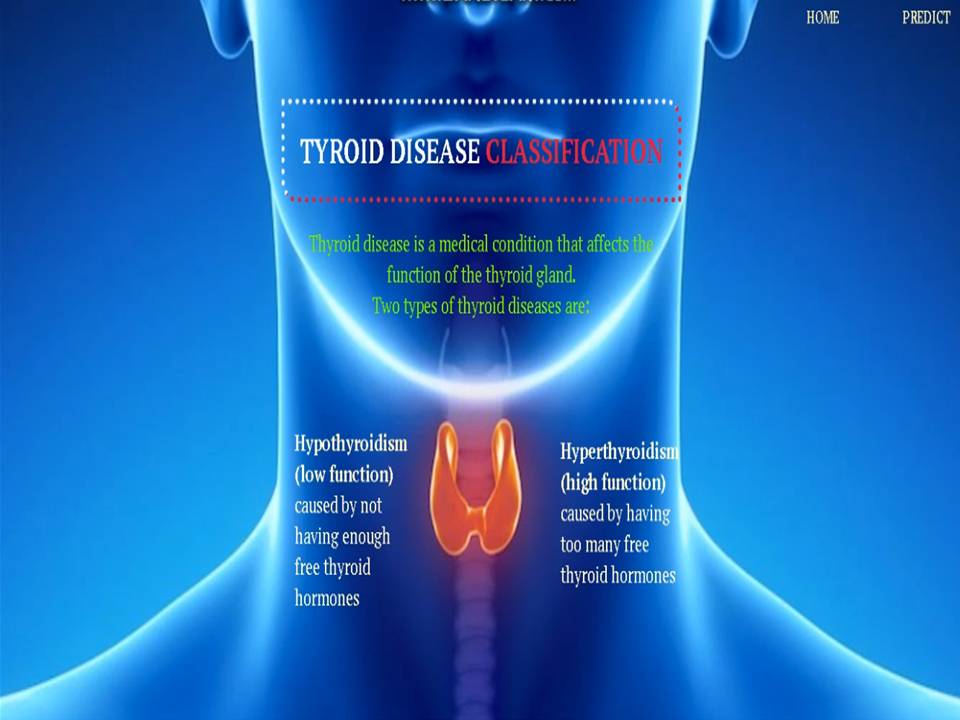 HOME PREDICT
TYROID DISEASE CLASSIFICATION
Thyroid disease is a medical condition that affects the
function of the thyroid gland.
Two types of thyroid diseases are:
Hypothyroidism
(low function)
caused by not
having enough
free thyroid
hormones
Hyperthyroidism
(high function)
caused by having
too many free
thyroid hormones